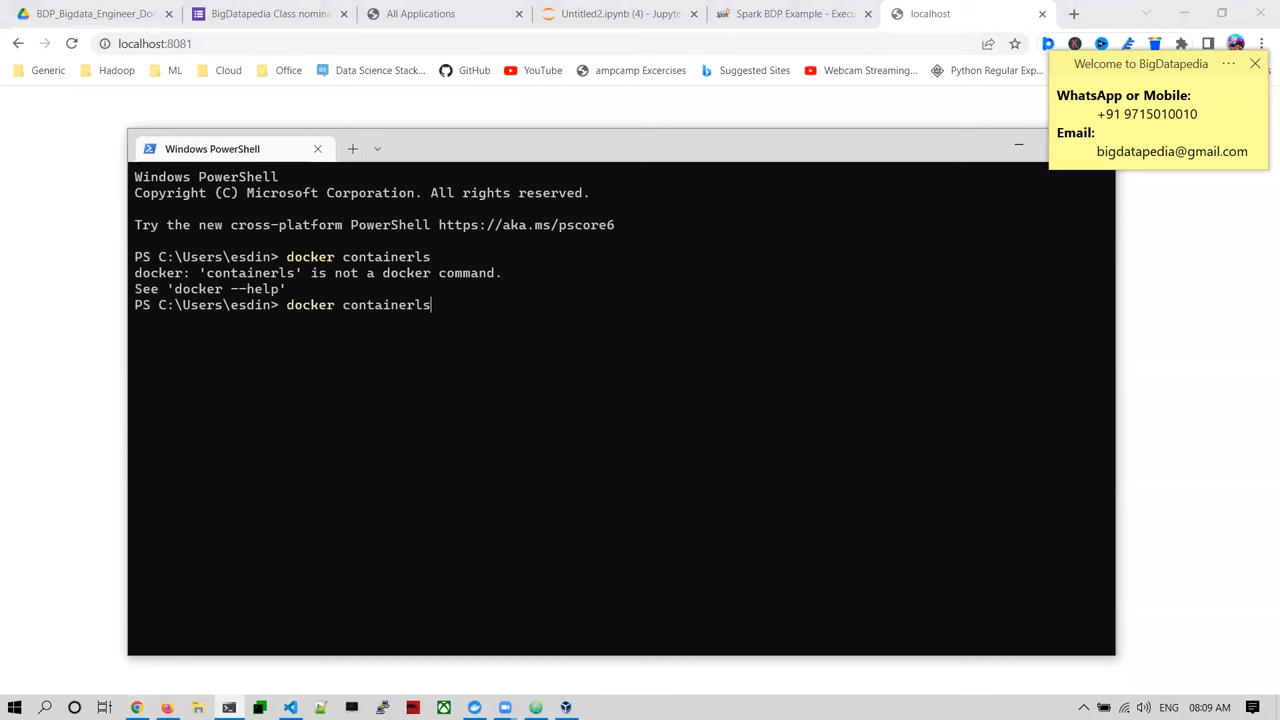 BDP_Bigdata_Engineer_Doc
BigDatapedia Class nomina
All Applications
Untitled2.ipynb (4) - Jupyte
Spark BDP Example - Execu
localhost
localhost:8081
Generic
Hadoop
ML
Cloud
Office
Data Science Stack...
GitHub
YouTube
ampcamp Excercises
Suggested Sites
Webcam Streaming...
Python Regular Exp...
Welcome to BigDatapedia
WhatsApp or Mobile:
+91 9715010010
Email:
bigdatapedia@gmail.com
Windows PowerShell
Windows PowerShell
Copyright (C) Microsoft Corporation. All rights reserved.
Try the new cross-platform PowerShell https://aka.ms/pscore6
PS C:\Users\esdin> docker containerls
docker: 'containerls' is not a docker command.
See 'docker --help'
PS C:\Users\esdin> docker containerls
ENG
08:09 AM